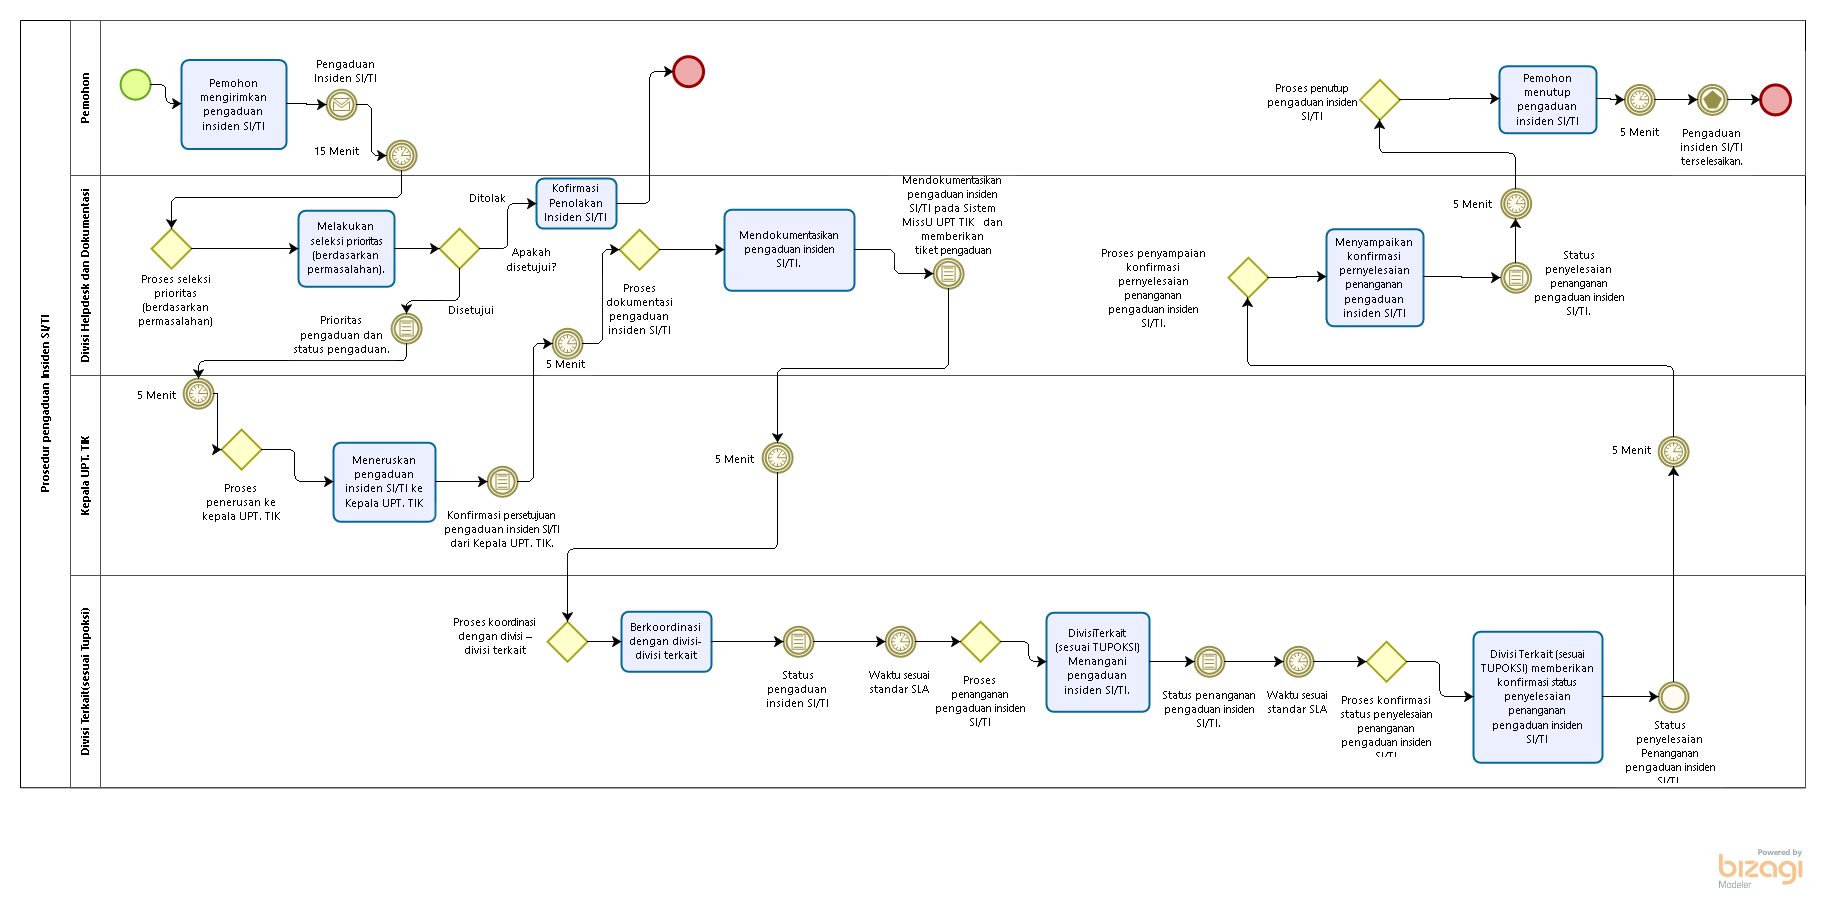 Prosedur pengaduan Insiden SI/TI
Pemohon
Pemohon
mengirimkan
pengaduan
insiden SI/TI
Pengaduan
Insiden SI/TI
15 Menit
Proses penutup
pengaduan insiden
SI/TI
Pemohon
menutup
pengaduan
insiden SI/TI
5 Menit
Pengaduan
insiden SI/TI
terselesaikan.
Divisi Helpdesk dan Dokumentasi
Proses seleksi
prioritas
(berdasarkan
permasalahan)
Melakukan
seleksi prioritas
(berdasarkan
permasalahan).
Ditolak
Apakah
disetujui?
Disetujui
Kofirmasi
Penolakan
Insiden SI/TI
Prioritas
pengaduan dan
status pengaduan.
5 Menit
Proses
dokumentasi
pengaduan
insiden SI/TI
Mendokumentasikan
pengaduan insiden
SI/TI.
Mendokumentasikan
pengaduan insiden
SI/TI pada Sistem
MissU UPT TIK dan
memberikan
tiket pengaduan
Proses penyampaian
konfirmasi
pernyelesaian
penanganan
pengaduan insiden
SI/TI.
Menyampaikan
konfirmasi
pernyelesaian
penanganan
pengaduan
insiden SI/TI
Status
penyelesaian
penanganan
pengaduan insiden
SI/TI.
5 Menit
Kepala UPT. TIK
5 Menit
Proses
penerusan ke
kepala UPT. TIK
Meneruskan
pengaduan
insiden SI/TI ke
Kepala UPT. TIK
Konfirmasi persetujuan
pengaduan insiden SI/TI
dari Kepala UPT. TIK.
5 Menit
5 Menit
Divisi Terkait(sesuai Tupoksi)
Proses koordinasi
dengan divisi –
divisi terkait
Berkoordinasi
dengan divisi-
divisi terkait
Status
pengaduan
insiden SI/TI
Waktu sesuai
standar SLA
Proses
penanganan
pengaduan insiden
SI/TI
DivisiTerkait
(sesuai TUPOKSI)
Menangani
pengaduan
insiden SI/TI.
Status penanganan
pengaduan insiden
SI/TI.
Waktu sesuai
standar SLA
Proses konfirmasi
status penyelesaian
penanganan
pengaduan insiden
SI/TI
Divisi Terkait (sesuai
TUPOKSI) memberikan
konfirmasi status
penyelesaian
penanganan
pengaduan insiden
SI/TI
Status
penyelesaian
Penanganan
pengaduan insiden
SI/TI
Powered by
bizagi
Modeler